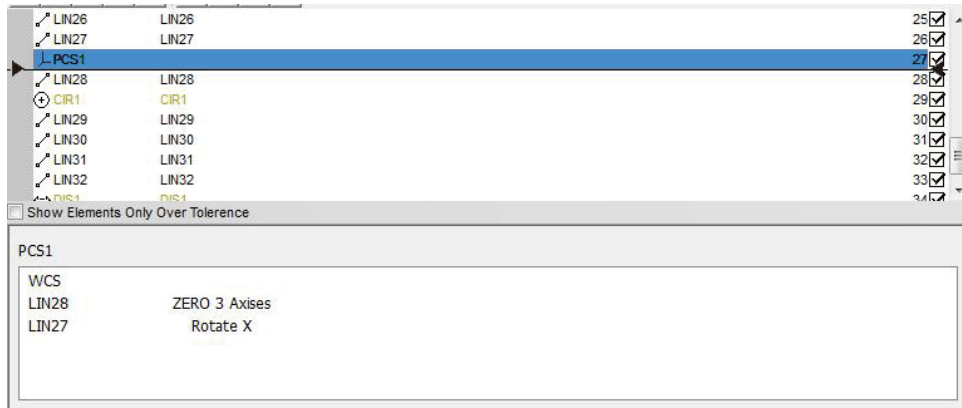 LIN26 LIN26 25
LIN27 LIN27 26
PCS1 27
LIN28 LIN28 28
CIR1 CIR1 29
LIN29 LIN29 30
LIN30 LIN30 31
LIN31 LIN31 32
LIN32 LIN32 33
DIS1 DIS1 34
Show Elements Only Over Tolerence
PCS1
WCS
LIN28 ZERO 3 Axises
LIN27 Rotate X